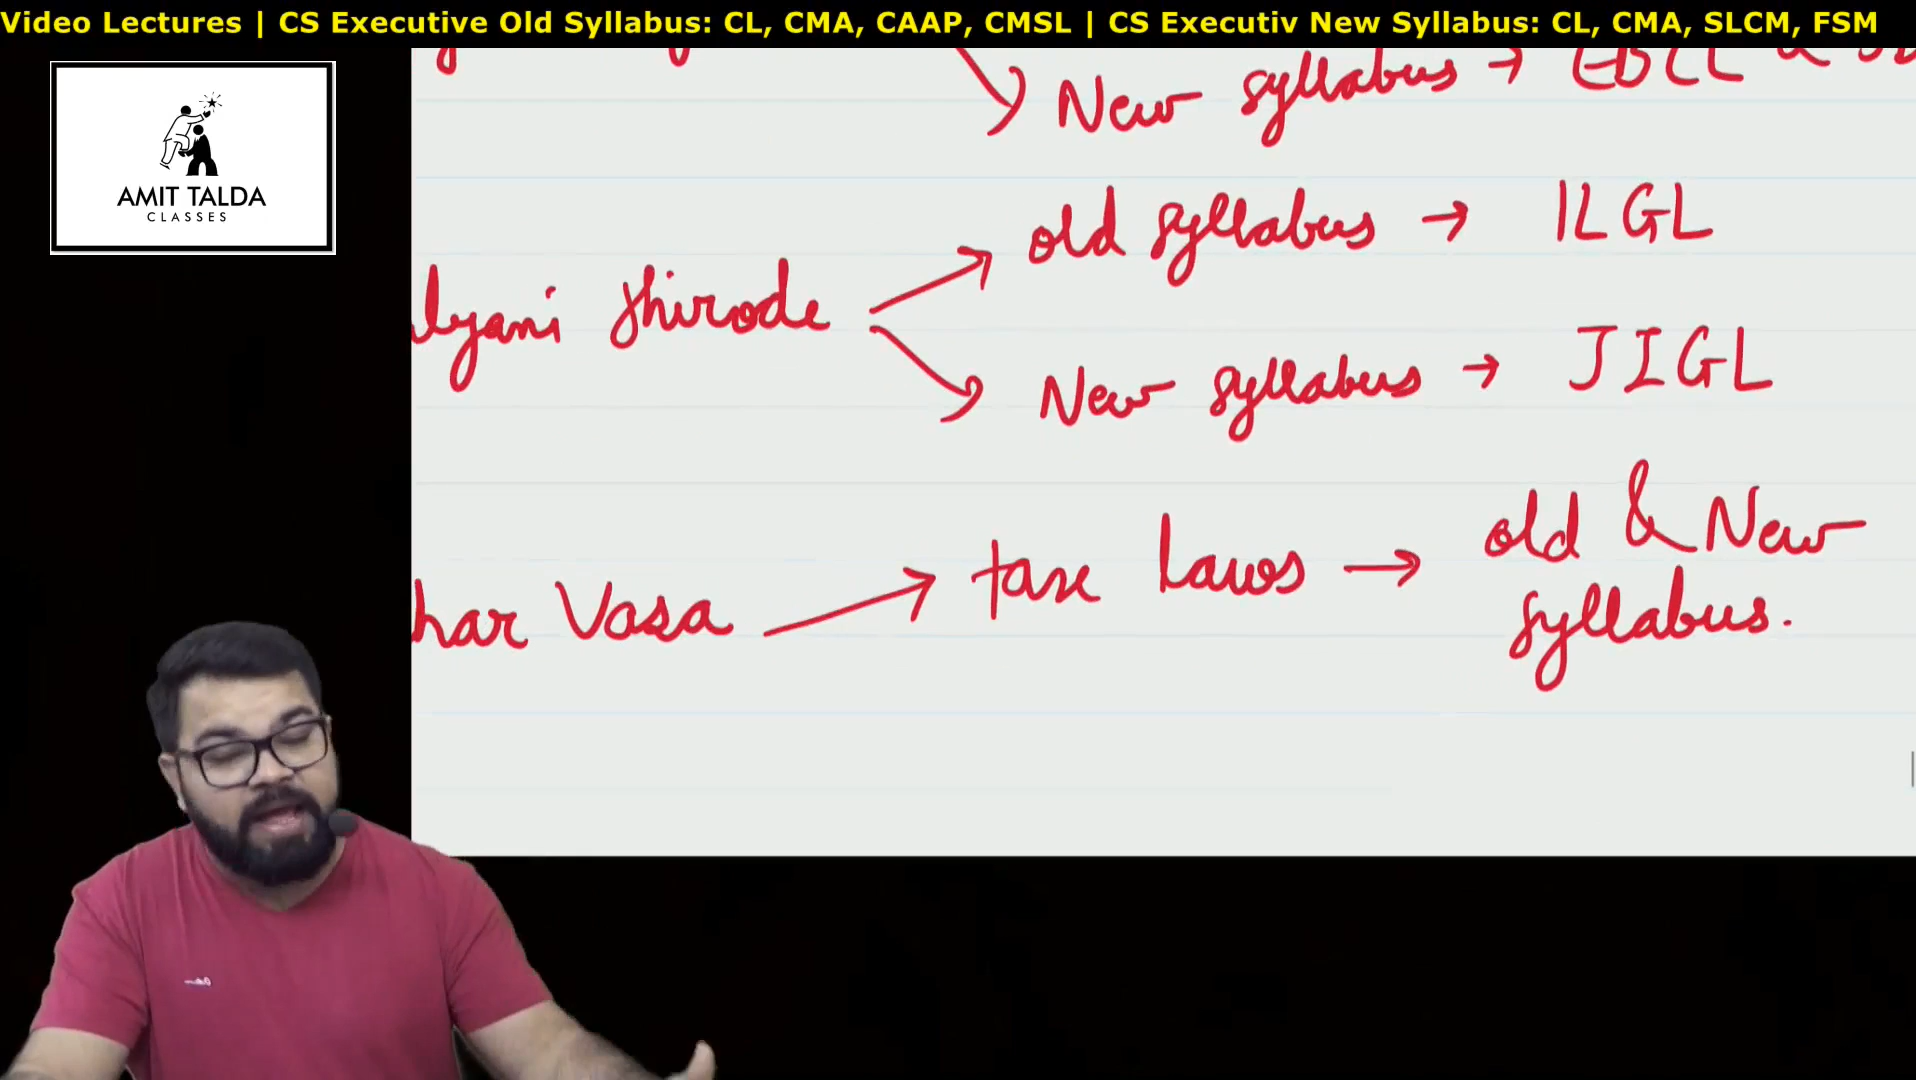 Video Lectures | CS Executive Old Syllabus: CL, CMA, CAAP, CMSL | CS Executiv New Syllabus: CL, CMA, SLCM, FSM
AMIT TALDA
CLASSES
New syllabus →
old syllabus → ILGL
lyani Shirode
New syllabus → JIGL
har Vasa → tax Laws → old & New
syllabus.